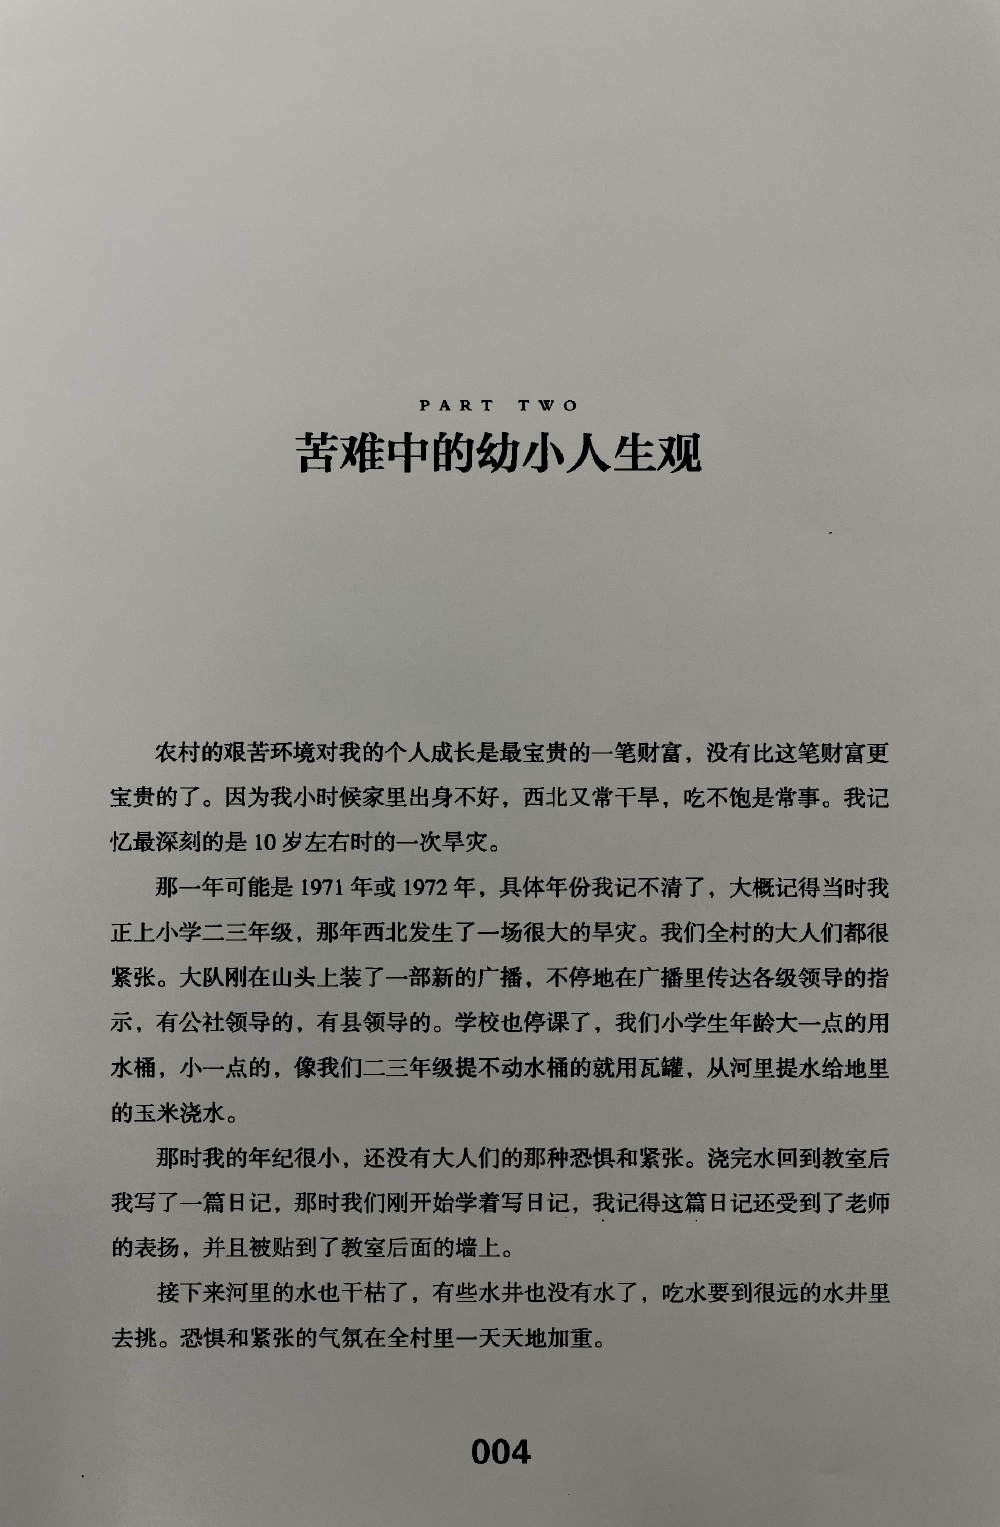 PART TWO
苦难中的幼小人生观
农村的艰苦环境对我的个人成长是最宝贵的一笔财富，没有比这笔财富更
宝贵的了。因为我小时候家里出身不好，西北又常干旱，吃不饱是常事。我记
忆最深刻的是 10 岁左右时的一次旱灾。
那一年可能是 1971 年或 1972 年，具体年份我记不清了，大概记得当时我
正上小学二三年级，那年西北发生了一场很大的旱灾。我们全村的大人们都很
紧张。大队刚在山头上装了一部新的广播，不停地在广播里传达各级领导的指
示，有公社领导的，有县领导的。学校也停课了，我们小学生年龄大一点的用
水桶，小一点的，像我们二三年级提不动水桶的就用瓦罐，从河里提水给地里
的玉米浇水。
那时我的年纪很小，还没有大人们的那种恐惧和紧张。浇完水回到教室后
我写了一篇日记，那时我们刚开始学着写日记，我记得这篇日记还受到了老师
的表扬，并且被贴到了教室后面的墙上。
接下来河里的水也干枯了，有些水井也没有水了，吃水要到很远的水井里
去挑。恐惧和紧张的气氛在全村里一天天地加重。
004